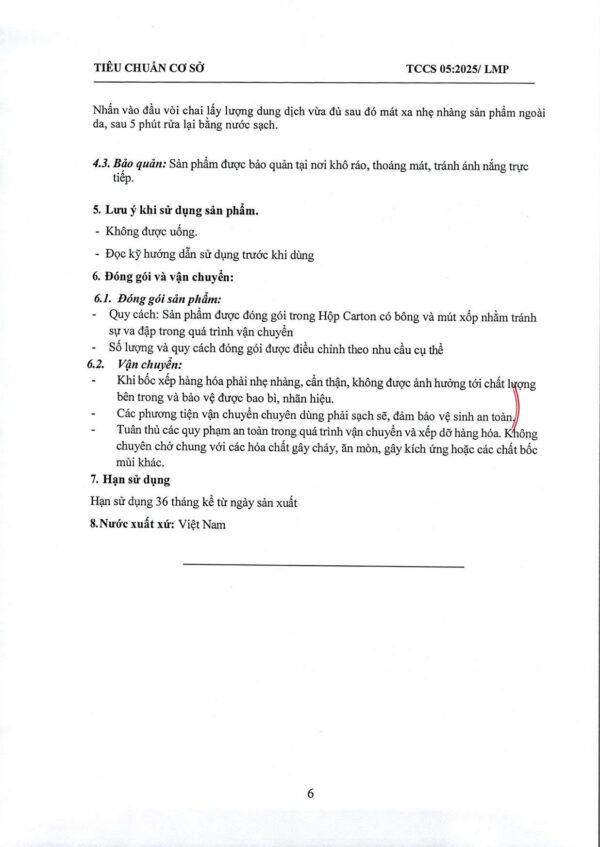 TIÊU CHUẨN CƠ SỞ TCCS 05:2025/ LMP
Nhấn vào đầu vòi chai lấy lượng dung dịch vừa đủ sau đó mát xa nhẹ nhàng sản phẩm ngoài
da, sau 5 phút rửa lại bằng nước sạch.
4.3. Bảo quản: Sản phẩm được bảo quản tại nơi khô ráo, thoáng mát, tránh ánh nắng trực
tiếp.
5. Lưu ý khi sử dụng sản phẩm.
- Không được uống.
- Đọc kỹ hướng dẫn sử dụng trước khi dùng
6. Đóng gói và vận chuyển:
6.1. Đóng gói sản phẩm:
- Quy cách: Sản phẩm được đóng gói trong Hộp Carton có bông và mút xốp nhằm tránh
sự va đập trong quá trình vận chuyển
- Số lượng và quy cách đóng gói được điều chỉnh theo nhu cầu cụ thể
6.2. Vận chuyển:
- Khi bốc xếp hàng hóa phải nhẹ nhàng, cẩn thận, không được ảnh hưởng tới chất lượng
bên trong và bảo vệ được bao bì, nhãn hiệu.
- Các phương tiện vận chuyển chuyên dùng phải sạch sẽ, đảm bảo vệ sinh an toàn.
- Tuân thủ các quy phạm an toàn trong quá trình vận chuyển và xếp dỡ hàng hóa. Không
chuyên chở chung với các hóa chất gây cháy, ăn mòn, gây kích ứng hoặc các chất bốc
mùi khác.
7. Hạn sử dụng
Hạn sử dụng 36 tháng kể từ ngày sản xuất
8.Nước xuất xứ: Việt Nam
6